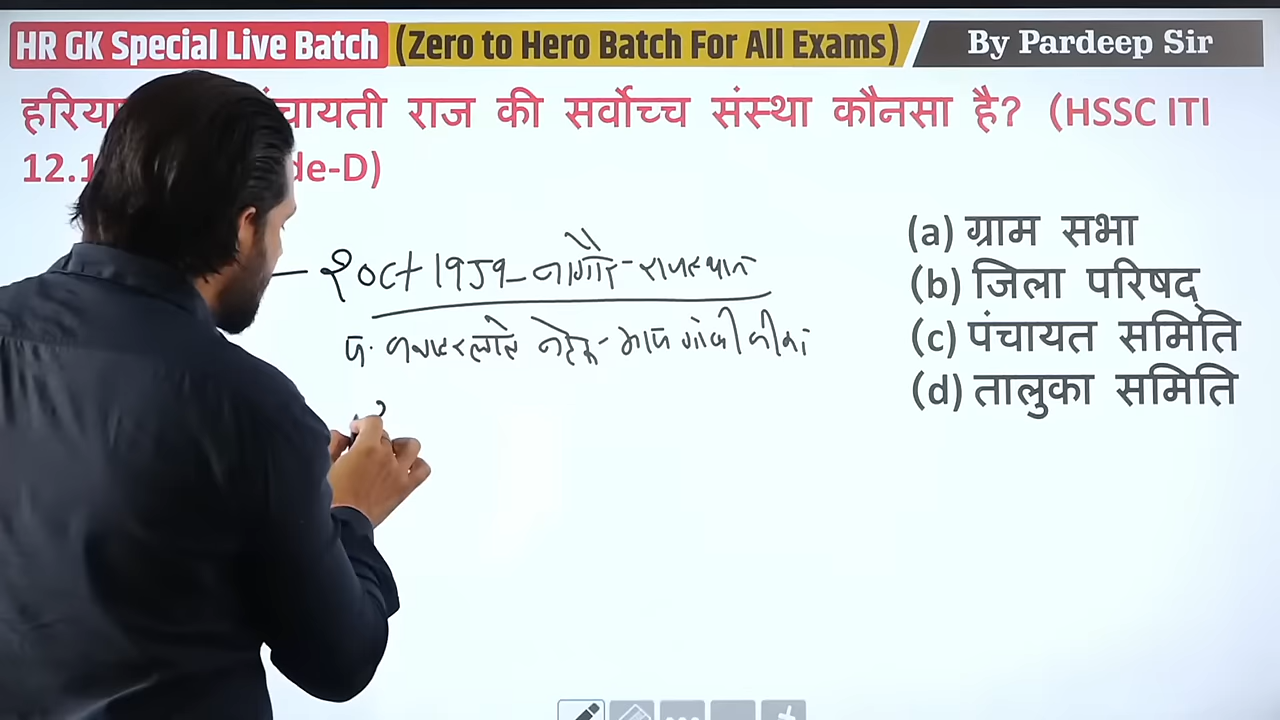 HR GK Special Live Batch (Zero to Hero Batch For All Exams) By Pardeep Sir
पंचायती राज की सर्वोच्च संस्था कौनसा है? (HSSC ITI
12.1
de-D)
2 Oct 1959 - नागौर - राजस्थान
पं. जवाहरलाल नेहरू -
(a) ग्राम सभा
(b) जिला परिषद्
(c) पंचायत समिति
(d) तालुका समिति